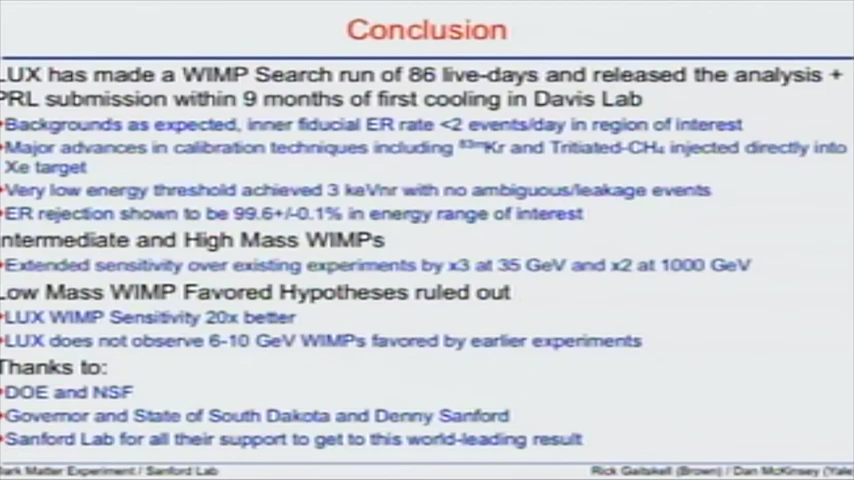 Conclusion
LUX has made a WIMP Search run of 86 live-days and released the analysis +
PRL submission within 9 months of first cooling in Davis Lab
Backgrounds as expected, inner fiducial ER rate <2 events/day in region of interest
Major advances in calibration techniques including ⁸³ᵐKr and Tritiated-CH₄ injected directly into
Xe target
Very low energy threshold achieved 3 keVnr with no ambiguous/leakage events
ER rejection shown to be 99.6+/-0.1% in energy range of interest
ntermediate and High Mass WIMPs
Extended sensitivity over existing experiments by x3 at 35 GeV and x2 at 1000 GeV
Low Mass WIMP Favored Hypotheses ruled out
LUX WIMP Sensitivity 20x better
LUX does not observe 6-10 GeV WIMPs favored by earlier experiments
Thanks to:
DOE and NSF
Governor and State of South Dakota and Denny Sanford
Sanford Lab for all their support to get to this world-leading result
ark Matter Experiment / Sanford Lab
Rick Gaitskell (Brown) / Dan McKinsey (Yale